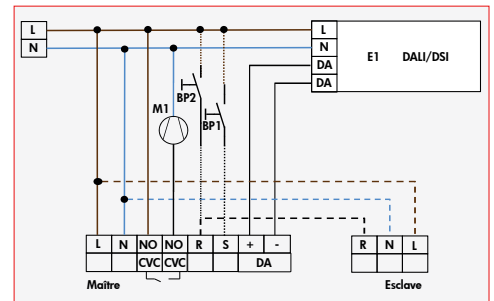 L
N
L
N
DA
DA
E1 DALI/DSI
M1
BP2
BP1
L N NO NO R S + -
CVC CVC DA
R N L
Maître
Esclave